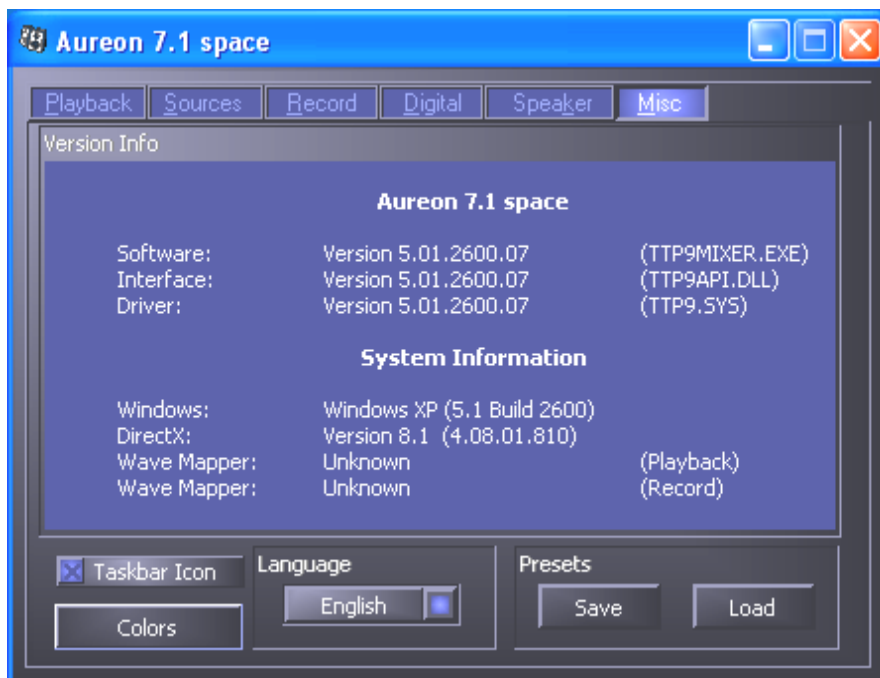 Aureon 7.1 space
Playback Sources Record Digital Speaker Misc
Version Info
Aureon 7.1 space
Software: Version 5.01.2600.07 (TTP9MIXER.EXE)
Interface: Version 5.01.2600.07 (TTP9API.DLL)
Driver: Version 5.01.2600.07 (TTP9.SYS)
System Information
Windows: Windows XP (5.1 Build 2600)
DirectX: Version 8.1 (4.08.01.810)
Wave Mapper: Unknown (Playback)
Wave Mapper: Unknown (Record)
Taskbar Icon
Colors
Language
English
Presets
Save Load